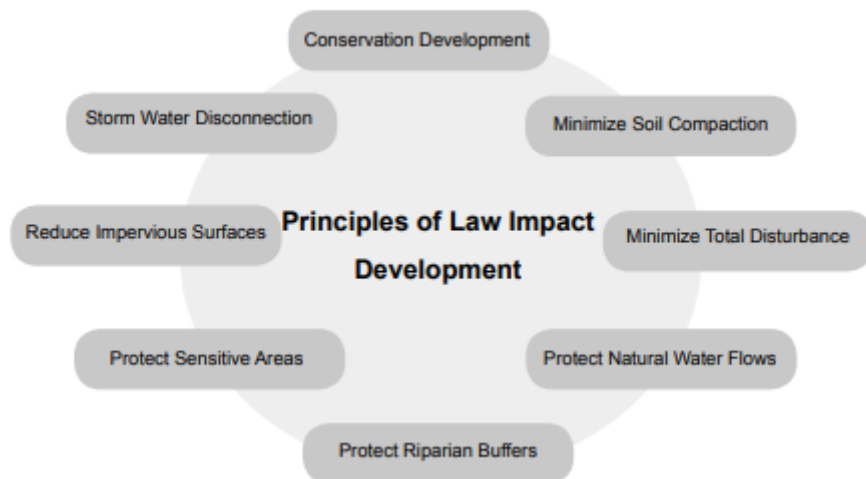 Conservation Development
Storm Water Disconnection
Minimize Soil Compaction
Reduce Impervious Surfaces
Principles of Law Impact
Development
Minimize Total Disturbance
Protect Sensitive Areas
Protect Natural Water Flows
Protect Riparian Buffers